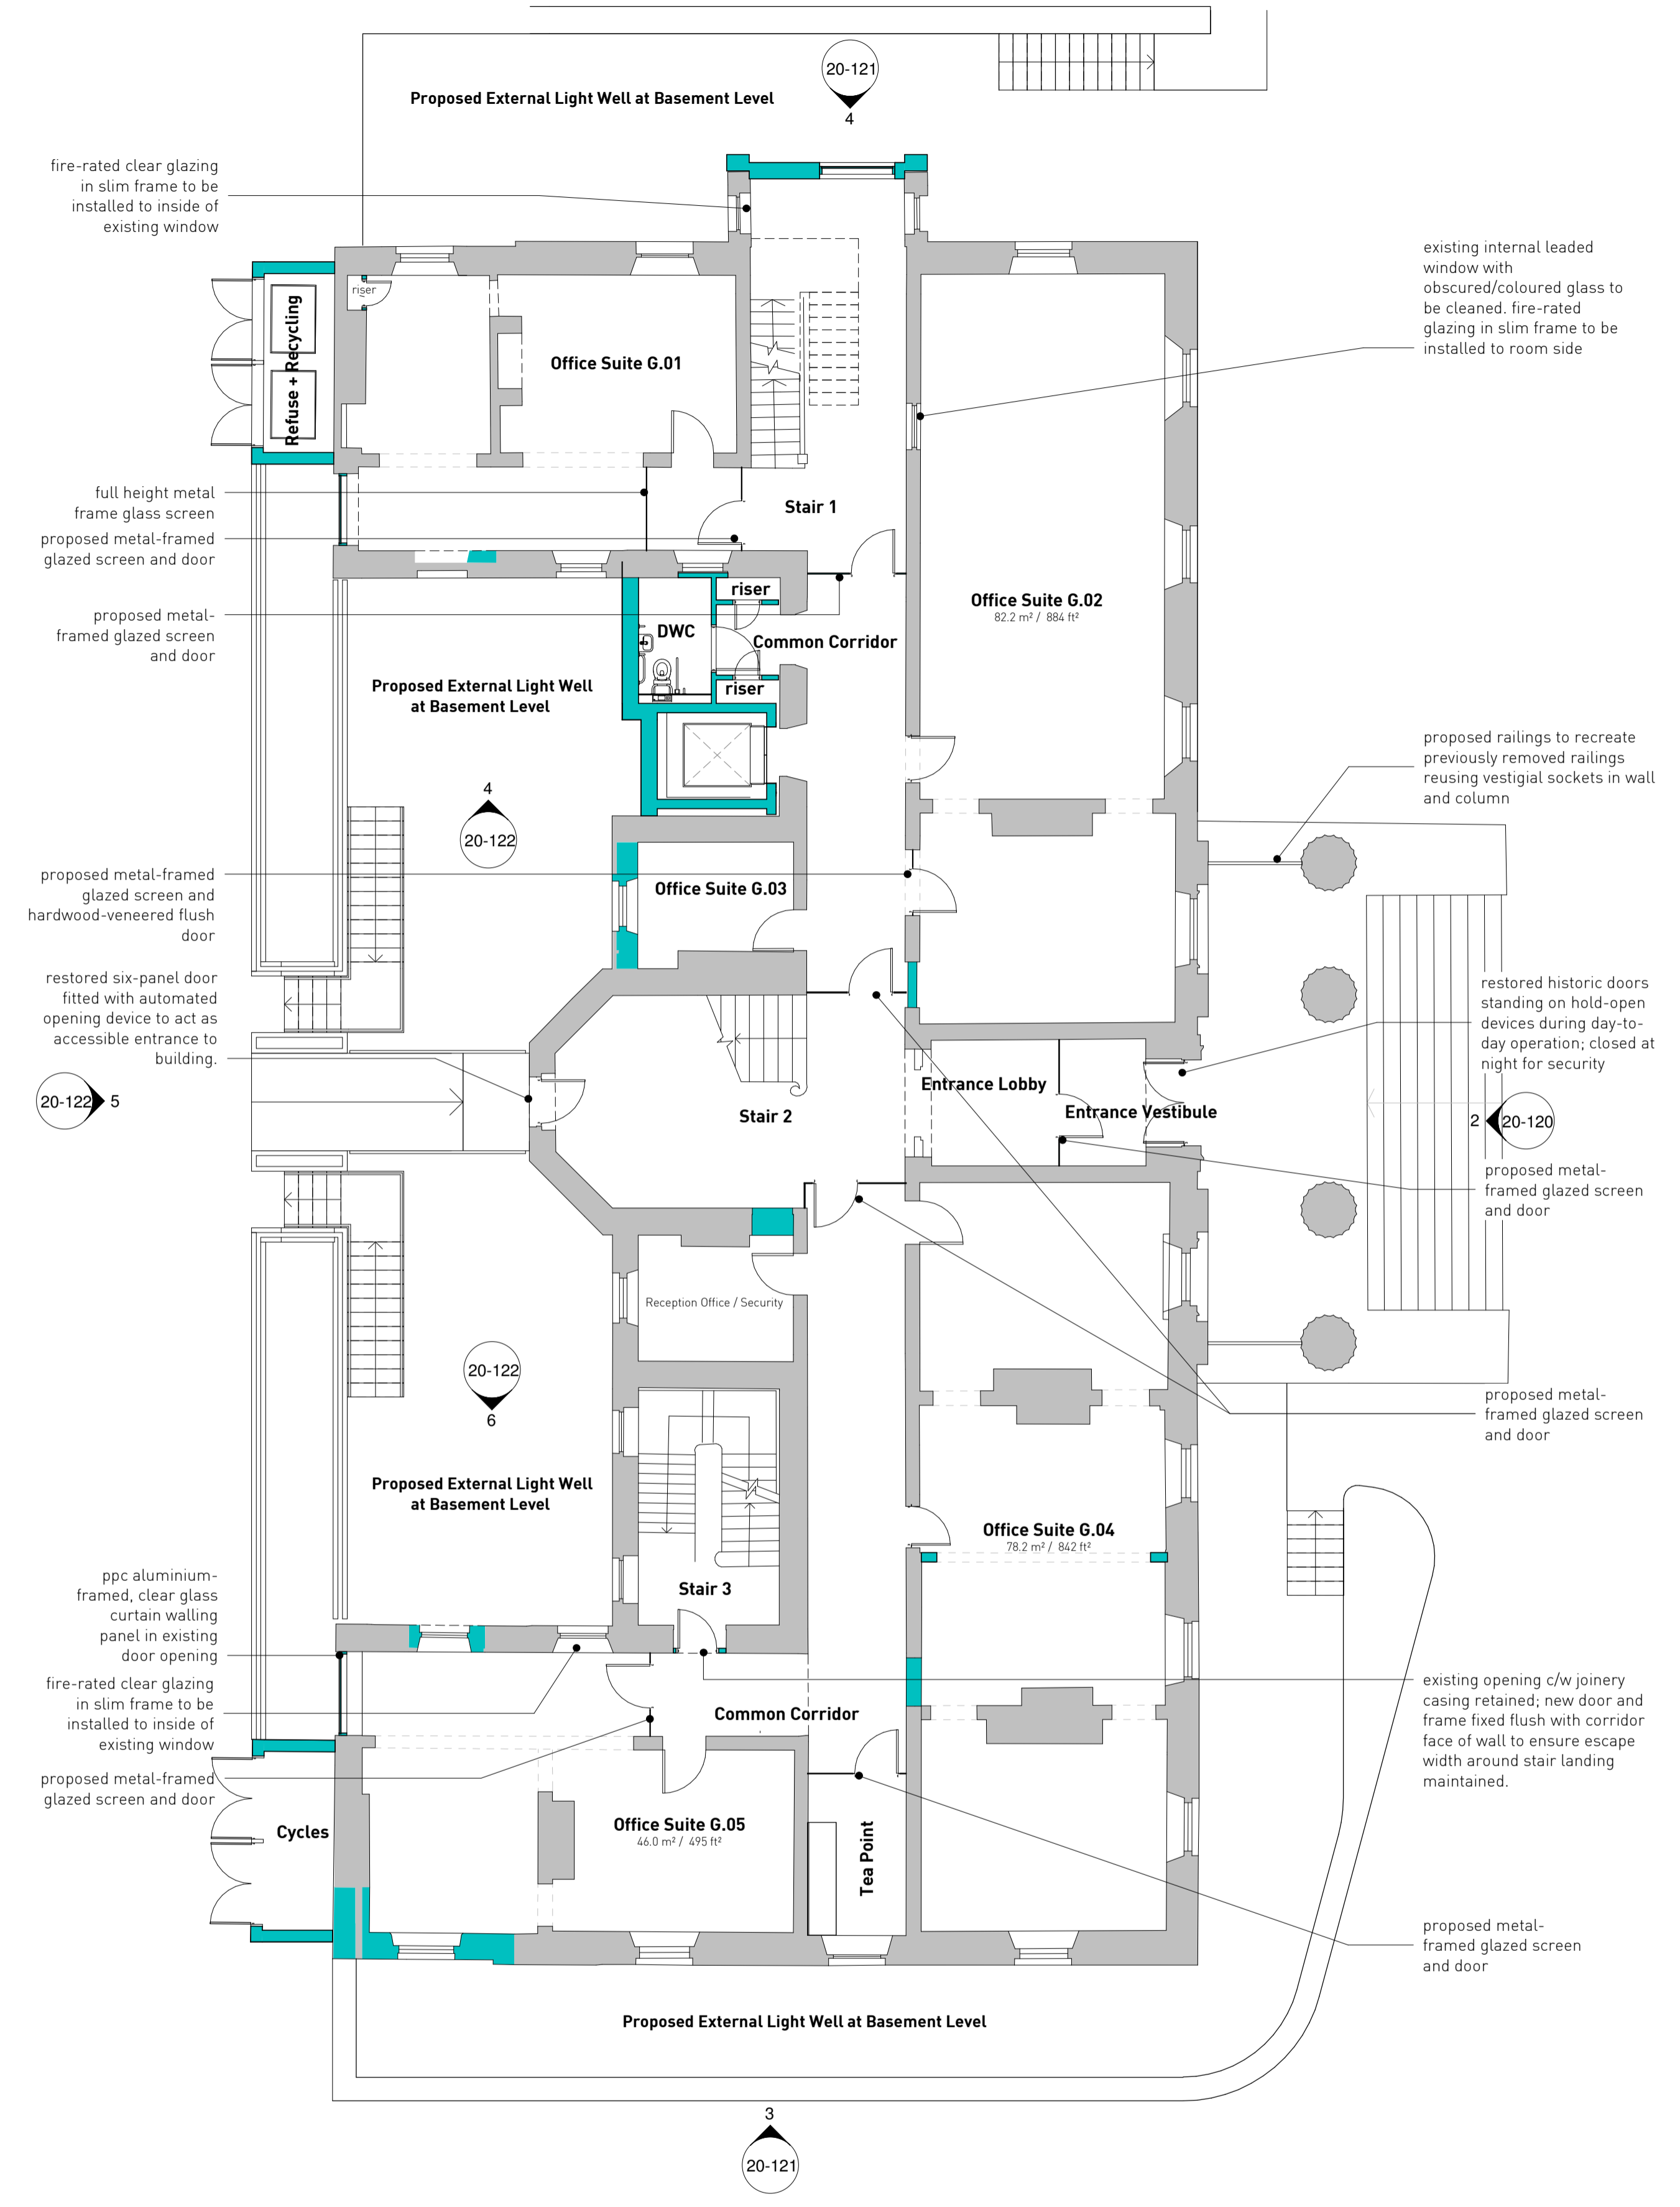 20-121
4
Proposed External Light Well at Basement Level
fire-rated clear glazing
in slim frame to be
installed to inside of
existing window
existing internal leaded
window with
obscured/coloured glass to
be cleaned. fire-rated
glazing in slim frame to be
installed to room side
riser
Refuse + Recycling
Office Suite G.01
full height metal
frame glass screen
Stair 1
proposed metal-framed
glazed screen and door
proposed metal-
framed glazed screen
and door
riser
DWC
Common Corridor
riser
Office Suite G.02
82.2 m² / 884 ft²
Proposed External Light Well
at Basement Level
4
20-122
proposed railings to recreate
previously removed railings
reusing vestigial sockets in wall
and column
proposed metal-framed
glazed screen and
hardwood-veneered flush
door
Office Suite G.03
restored six-panel door
fitted with automated
opening device to act as
accessible entrance to
building.
restored historic doors
standing on hold-open
devices during day-to-
day operation; closed at
night for security
20-122
5
Stair 2
Entrance Lobby
Entrance Vestibule
2
20-120
proposed metal-
framed glazed screen
and door
Reception Office / Security
20-122
6
proposed metal-
framed glazed screen
and door
Proposed External Light Well
at Basement Level
Office Suite G.04
78.2 m² / 842 ft²
Stair 3
ppc aluminium-
framed, clear glass
curtain walling
panel in existing
door opening
fire-rated clear glazing
in slim frame to be
installed to inside of
existing window
Common Corridor
existing opening c/w joinery
casing retained; new door and
frame fixed flush with corridor
face of wall to ensure escape
width around stair landing
maintained.
proposed metal-framed
glazed screen and door
Cycles
Office Suite G.05
46.0 m² / 495 ft²
Tea Point
proposed metal-
framed glazed screen
and door
Proposed External Light Well at Basement Level
3
20-121